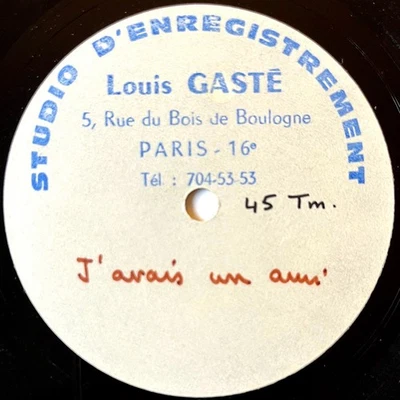 STUDIO D'ENREGISTREMENT
Louis GASTÉ
5, Rue du Bois de Boulogne
PARIS - 16e
Tél : 704-53-53
45 Tm.
J'avais un ami